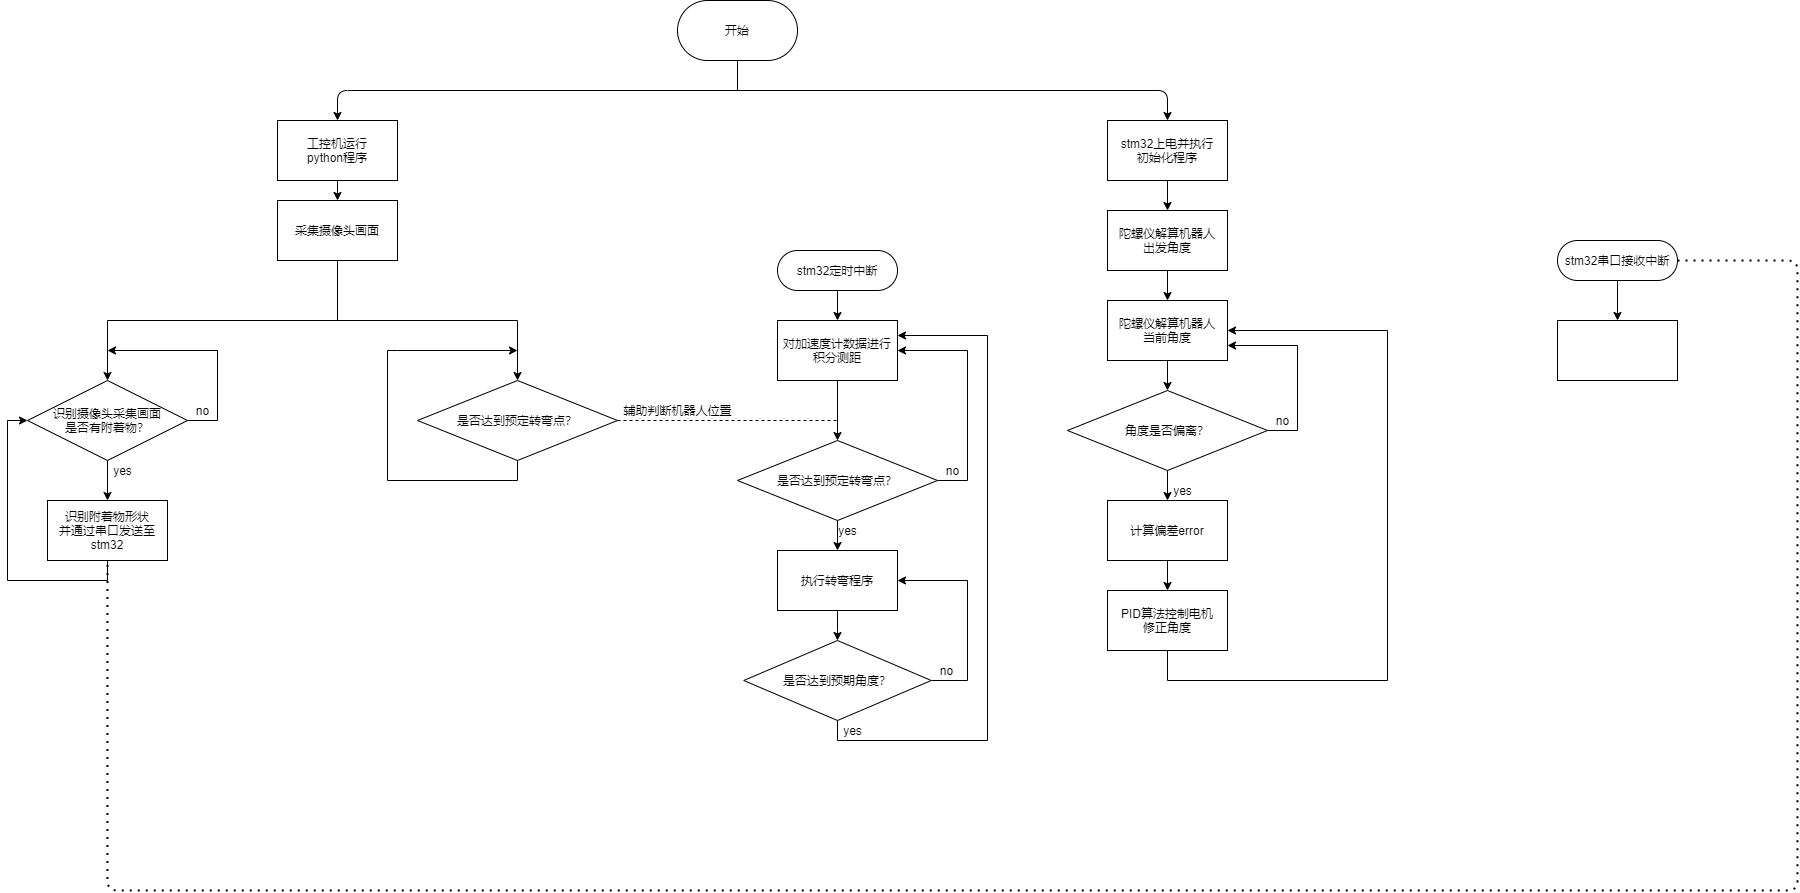 开始
工控机运行
python程序
采集摄像头画面
识别摄像头采集画面
是否有附着物?
no
yes
识别附着物形状
并通过串口发送至
stm32
是否达到预定转弯点?
辅助判断机器人位置
stm32定时中断
对加速度计数据进行
积分测距
是否达到预定转弯点?
no
yes
执行转弯程序
是否达到预期角度?
no
yes
stm32上电并执行
初始化程序
陀螺仪解算机器人
出发角度
陀螺仪解算机器人
当前角度
角度是否偏离?
no
yes
计算偏差error
PID算法控制电机
修正角度
stm32串口接收中断